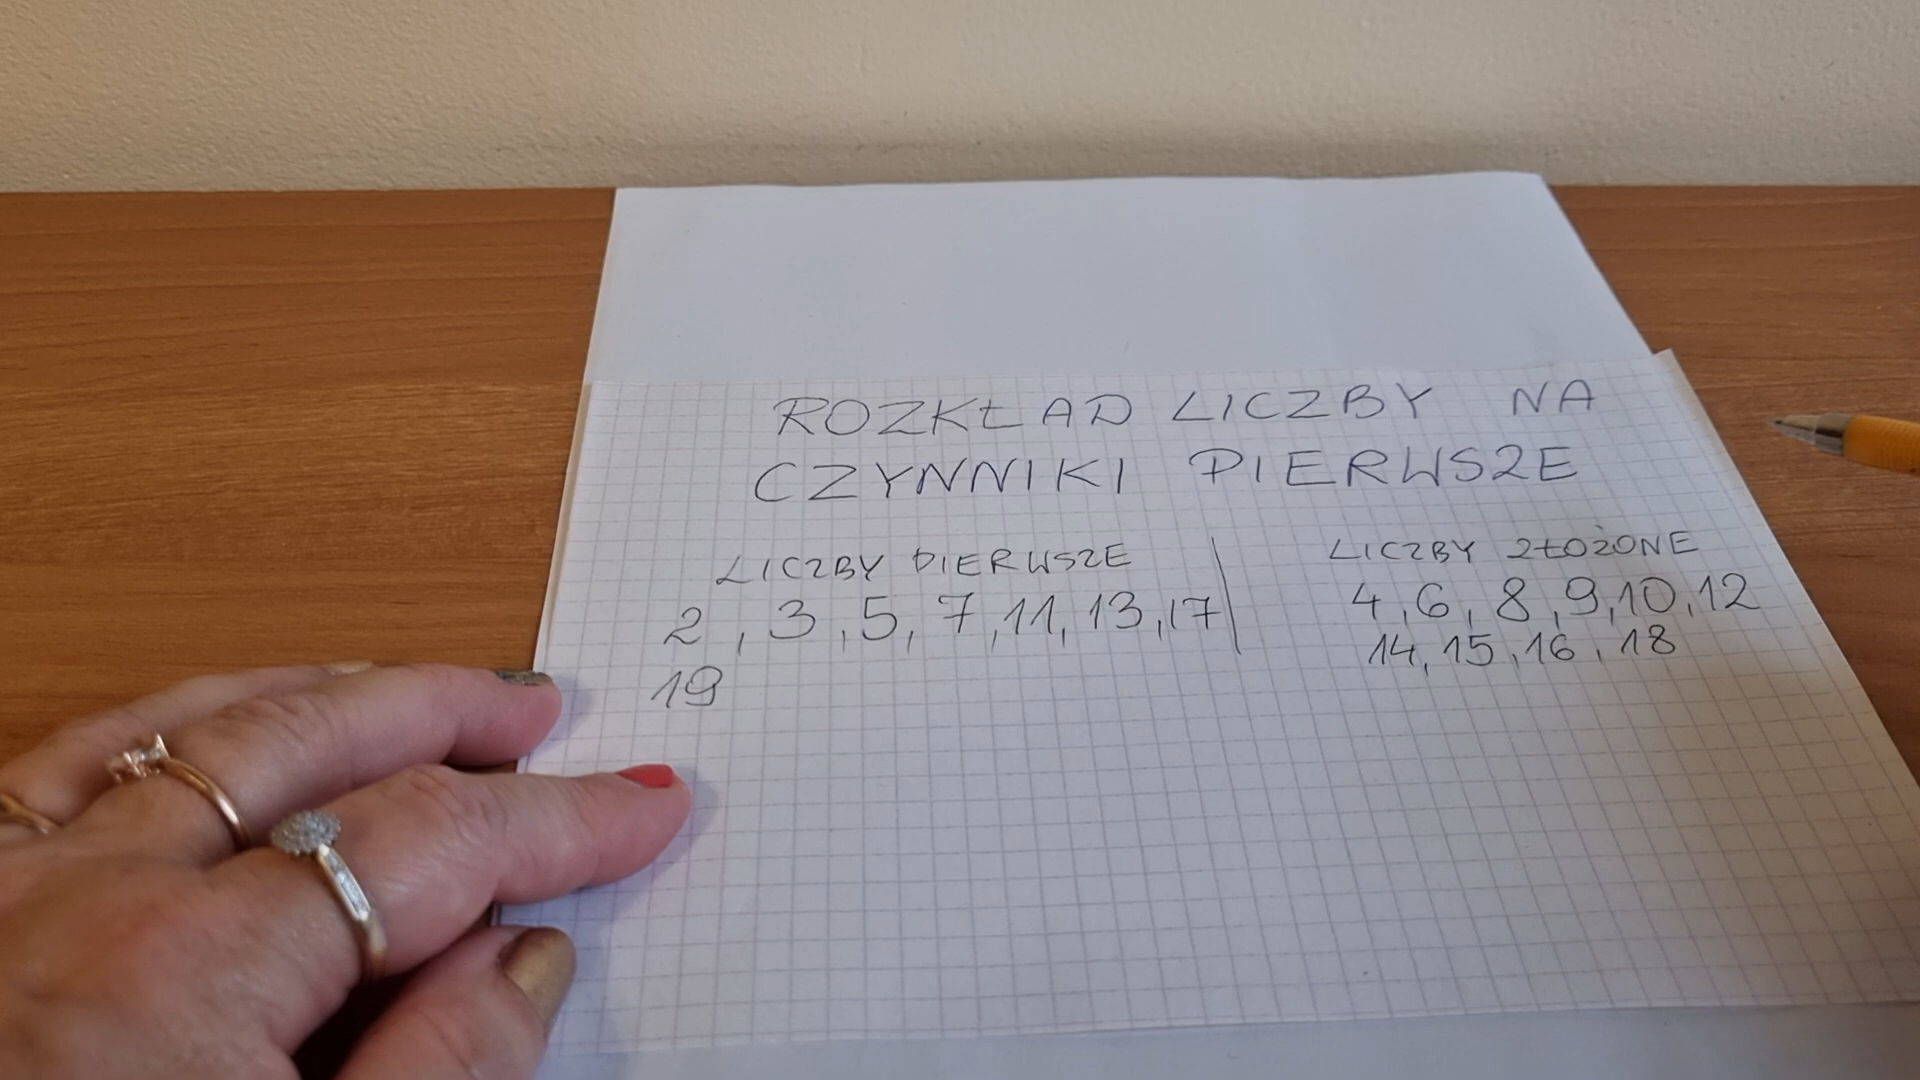 ROZKŁAD LICZBY NA
CZYNNIKI PIERWSZE
LICZBY PIERWSZE
2, 3, 5, 7, 11, 13, 17
19
LICZBY ZŁOŻONE
4, 6, 8, 9, 10, 12
14, 15, 16, 18